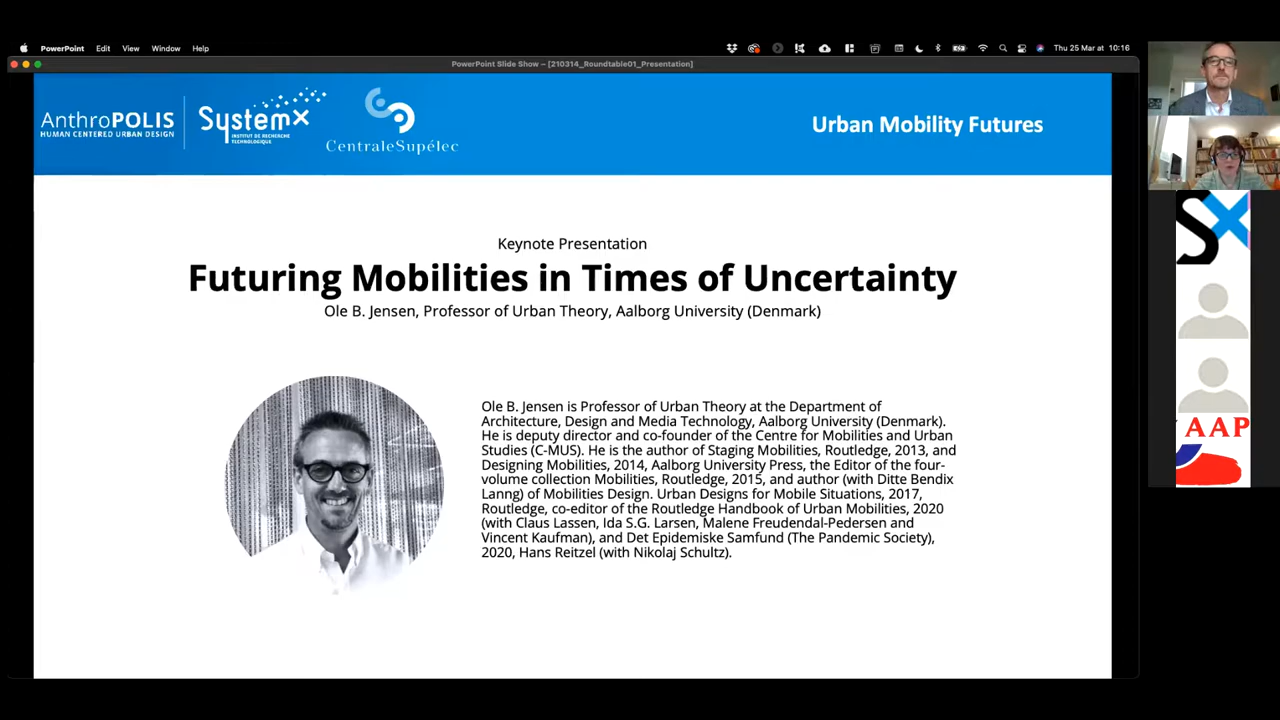 PowerPoint Edit View Window Help Thu 25 Mar at 10:16
PowerPoint Slide Show – [210314_Roundtable01_Presentation]
AnthroPOLIS
HUMAN CENTERED URBAN DESIGN
SystemX
INSTITUT DE RECHERCHE
TECHNOLOGIQUE
CentraleSupélec
Urban Mobility Futures
Keynote Presentation
Futuring Mobilities in Times of Uncertainty
Ole B. Jensen, Professor of Urban Theory, Aalborg University (Denmark)
Ole B. Jensen is Professor of Urban Theory at the Department of
Architecture, Design and Media Technology, Aalborg University (Denmark).
He is deputy director and co-founder of the Centre for Mobilities and Urban
Studies (C-MUS). He is the author of Staging Mobilities, Routledge, 2013, and
Designing Mobilities, 2014, Aalborg University Press, the Editor of the four-
volume collection Mobilities, Routledge, 2015, and author (with Ditte Bendix
Lanng) of Mobilities Design. Urban Designs for Mobile Situations, 2017,
Routledge, co-editor of the Routledge Handbook of Urban Mobilities, 2020
(with Claus Lassen, Ida S.G. Larsen, Malene Freudendal-Pedersen and
Vincent Kaufman), and Det Epidemiske Samfund (The Pandemic Society),
2020, Hans Reitzel (with Nikolaj Schultz).
SX
AAP